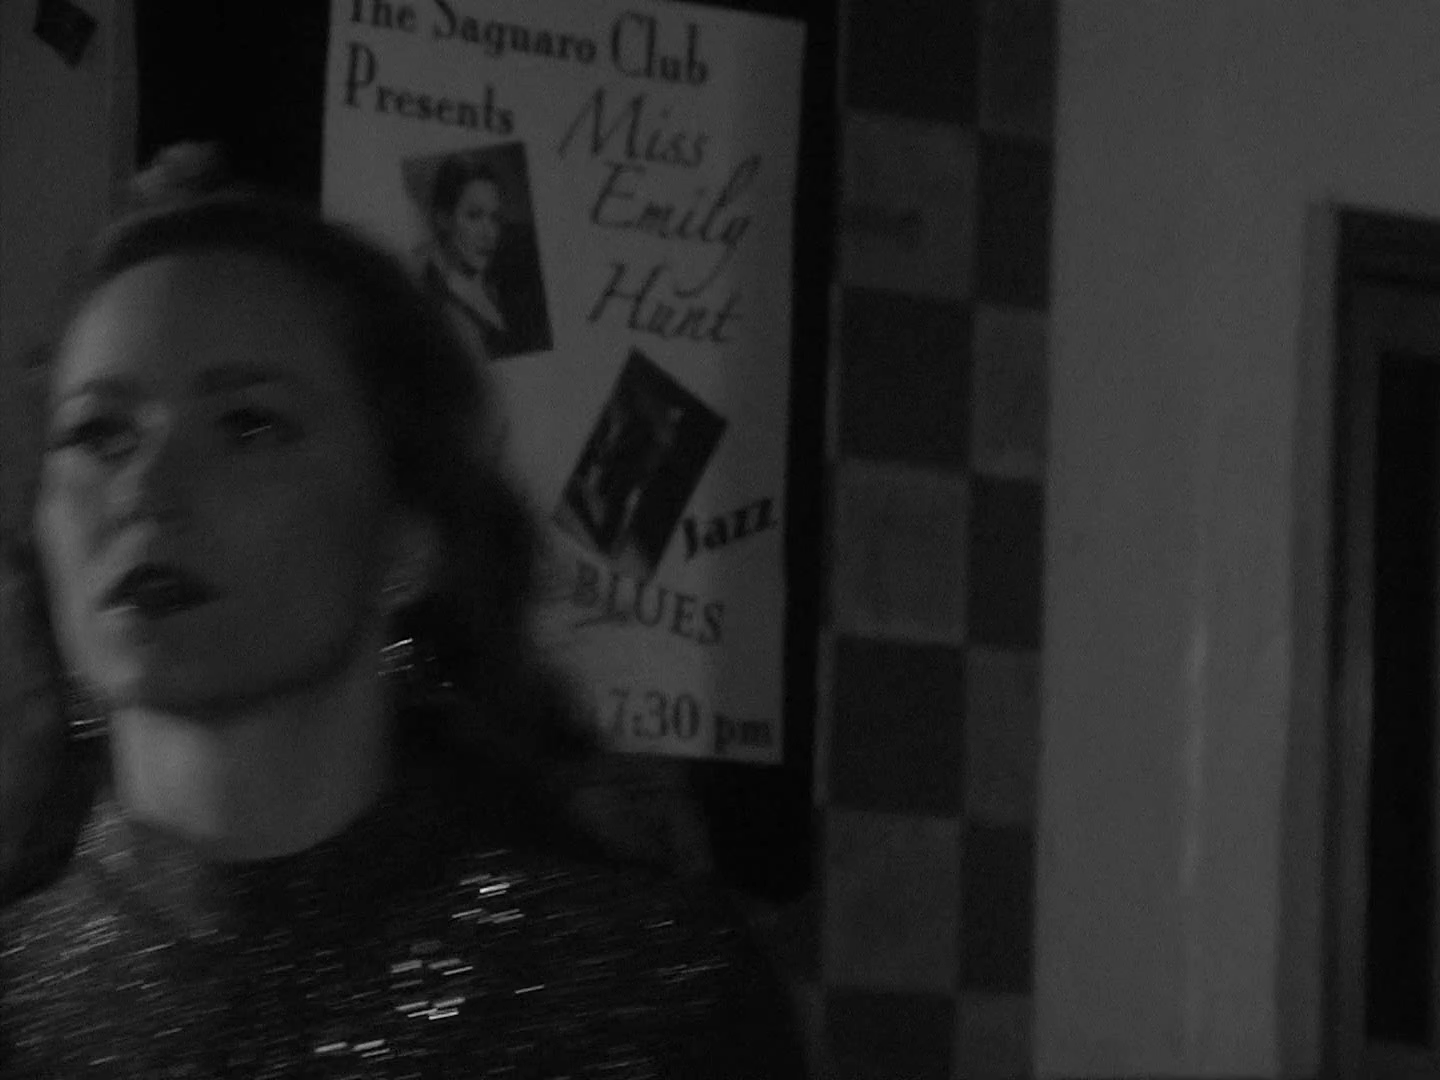 The Saguaro Club
Presents
Miss
Emily
Hunt
Jazz
BLUES
7:30 pm